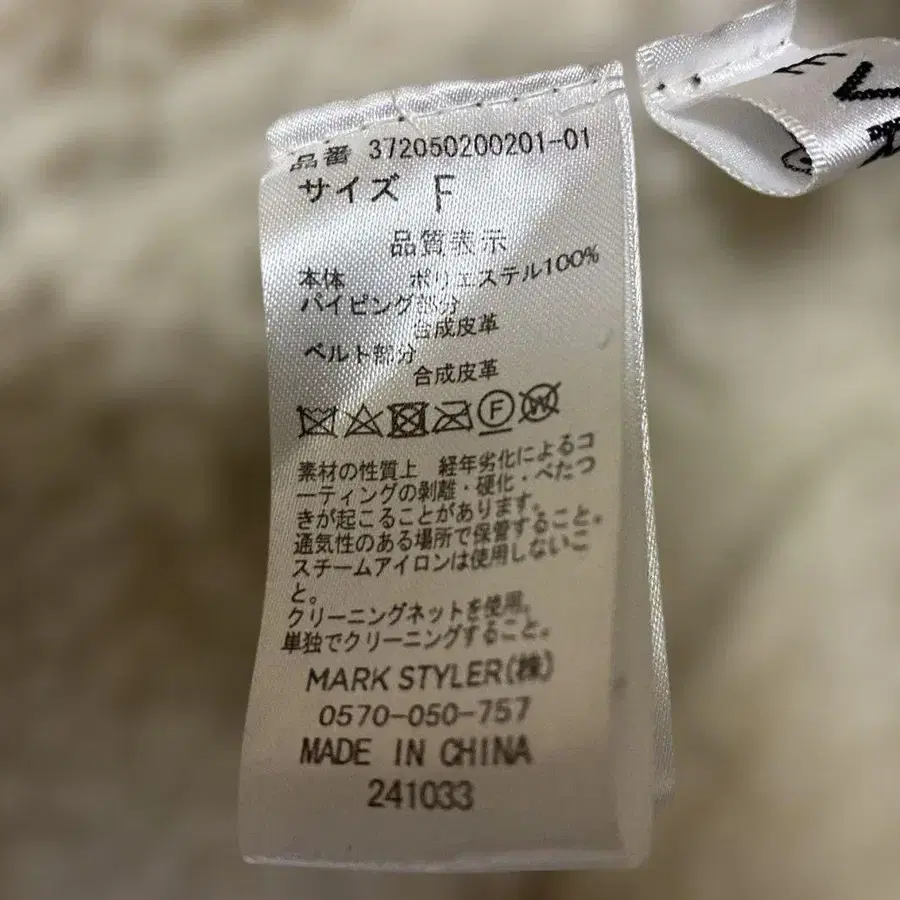 品番 372050200201-01
サイズ F
品質表示
本体 ポリエステル100%
パイピング部分
合成皮革
ベルト部分
合成皮革
F W
素材の性質上 経年劣化によるコ
ーティングの剥離・硬化・べたつ
きが起こることがあります。
通気性のある場所で保管すること。
スチームアイロンは使用しないこ
と。
クリーニングネットを使用。
単独でクリーニングすること。
MARK STYLER(株)
0570-050-757
MADE IN CHINA
241033